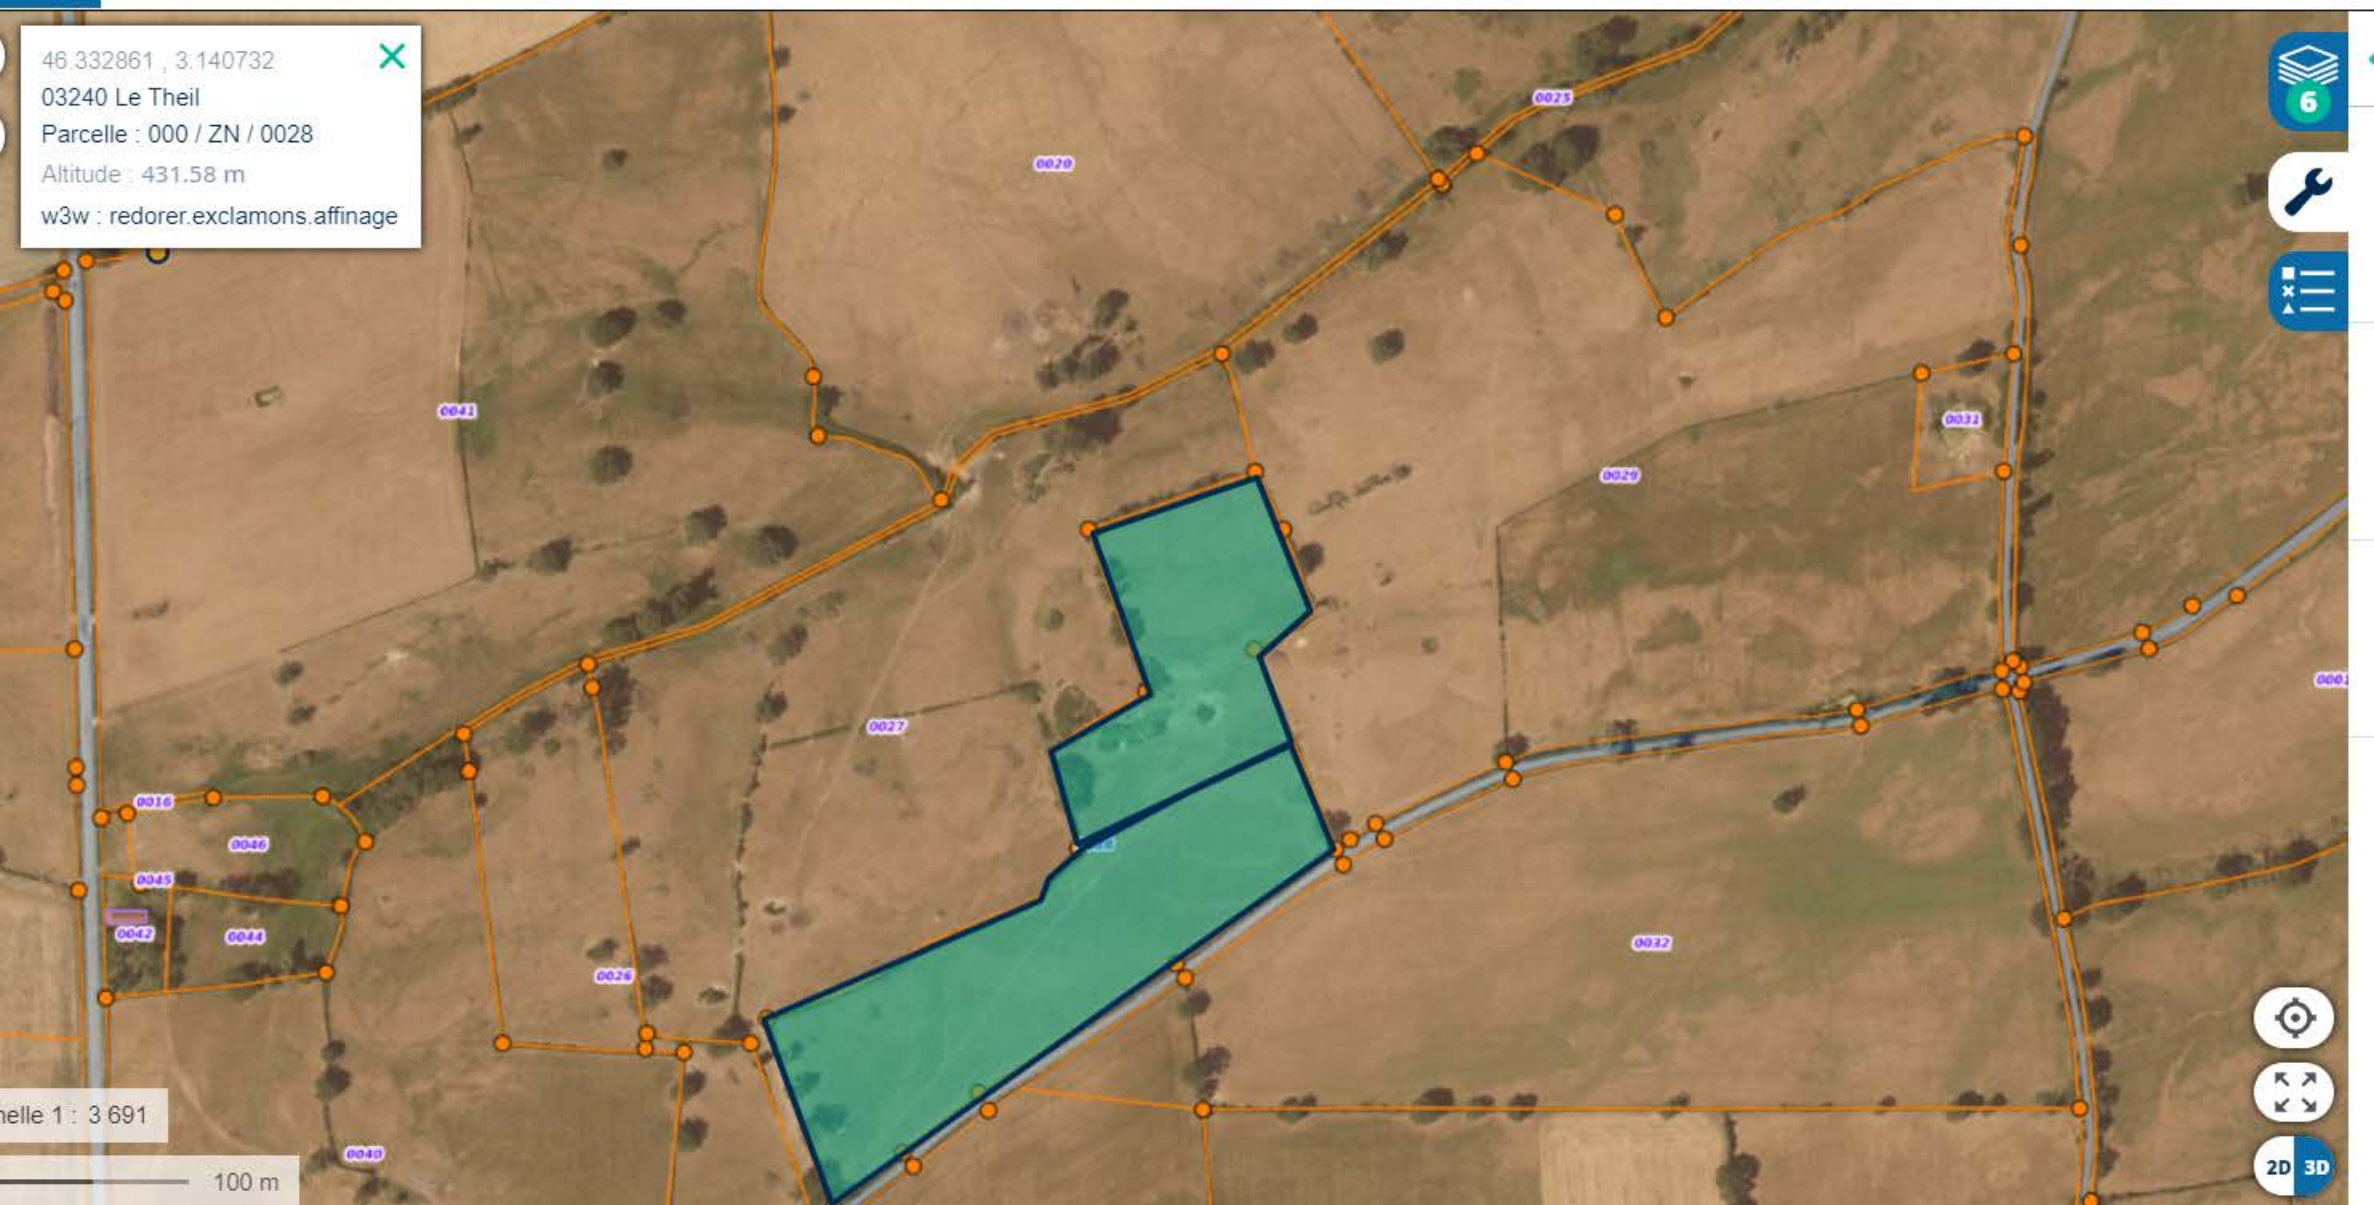 46.332861 , 3.140732
03240 Le Theil
Parcelle : 000 / ZN / 0028
Altitude : 431.58 m
w3w : redorer.exclamons.affinage
6
0025
0020
0041
0031
0029
0027
0016
0046
0045
0042
0044
0026
0032
1 : 3 691
0040
100 m
2D 3D